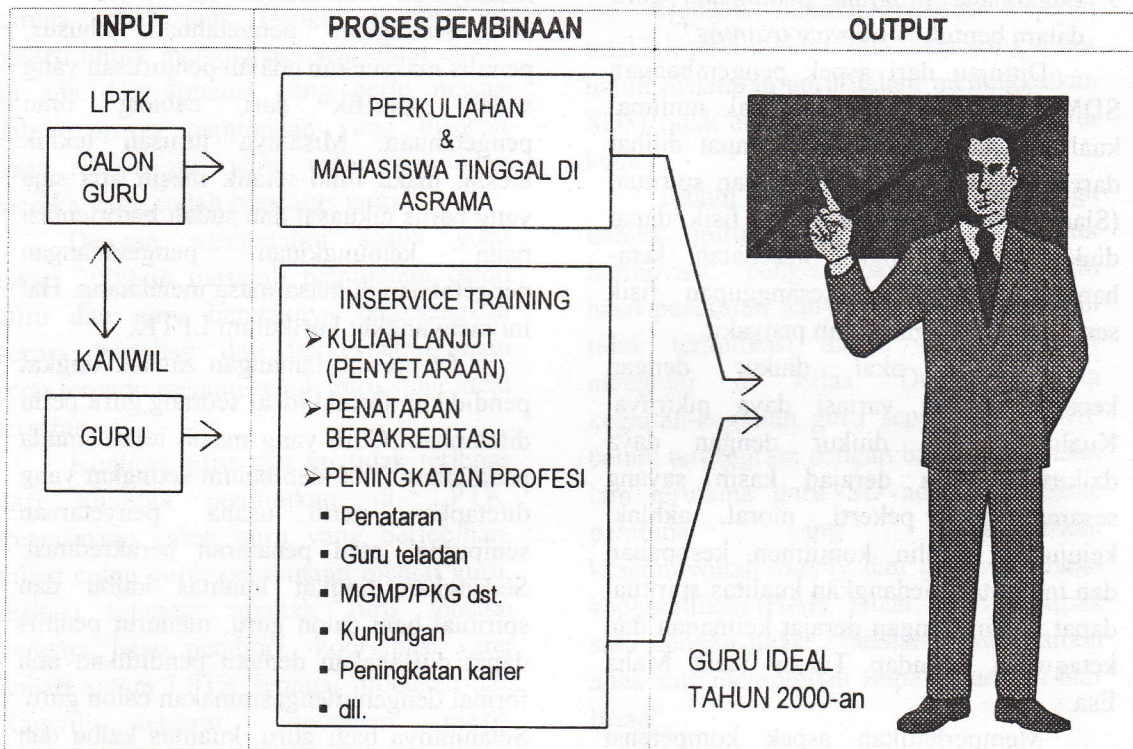 INPUT
PROSES PEMBINAAN
OUTPUT
LPTK
CALON
GURU
KANWIL
GURU
PERKULIAHAN
&
MAHASISWA TINGGAL DI
ASRAMA
INSERVICE TRAINING
➢KULIAH LANJUT
(PENYETARAAN)
➢PENATARAN
BERAKREDITASI
➢PENINGKATAN PROFESI
▪ Penataran
▪ Guru teladan
▪ MGMP/PKG dst.
▪ Kunjungan
▪ Peningkatan karier
▪ dll.
GURU IDEAL
TAHUN 2000-an